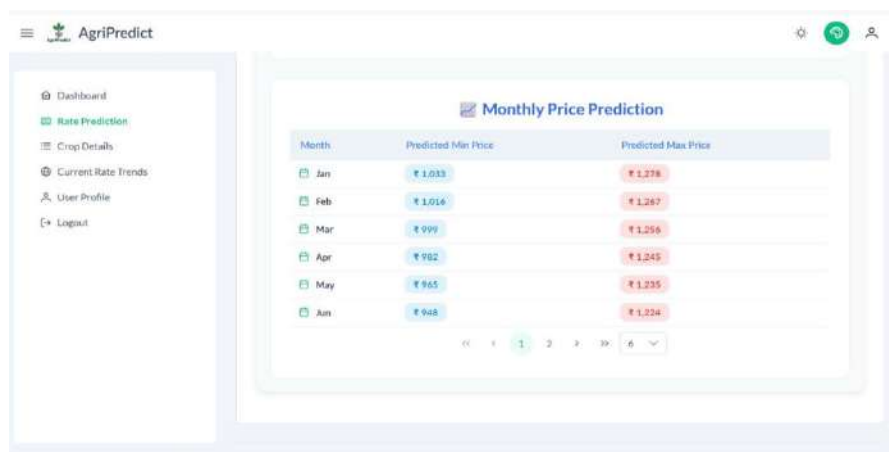 AgriPredict
Dashboard
Rate Prediction
Crop Details
Current Rate Trends
User Profile
Logout
Monthly Price Prediction
Month Predicted Min Price Predicted Max Price
Jan ₹ 1,033 ₹ 1,278
Feb ₹ 1,016 ₹ 1,267
Mar ₹ 999 ₹ 1,256
Apr ₹ 982 ₹ 1,245
May ₹ 965 ₹ 1,235
Jun ₹ 948 ₹ 1,224
« ‹ 1 2 › » 6